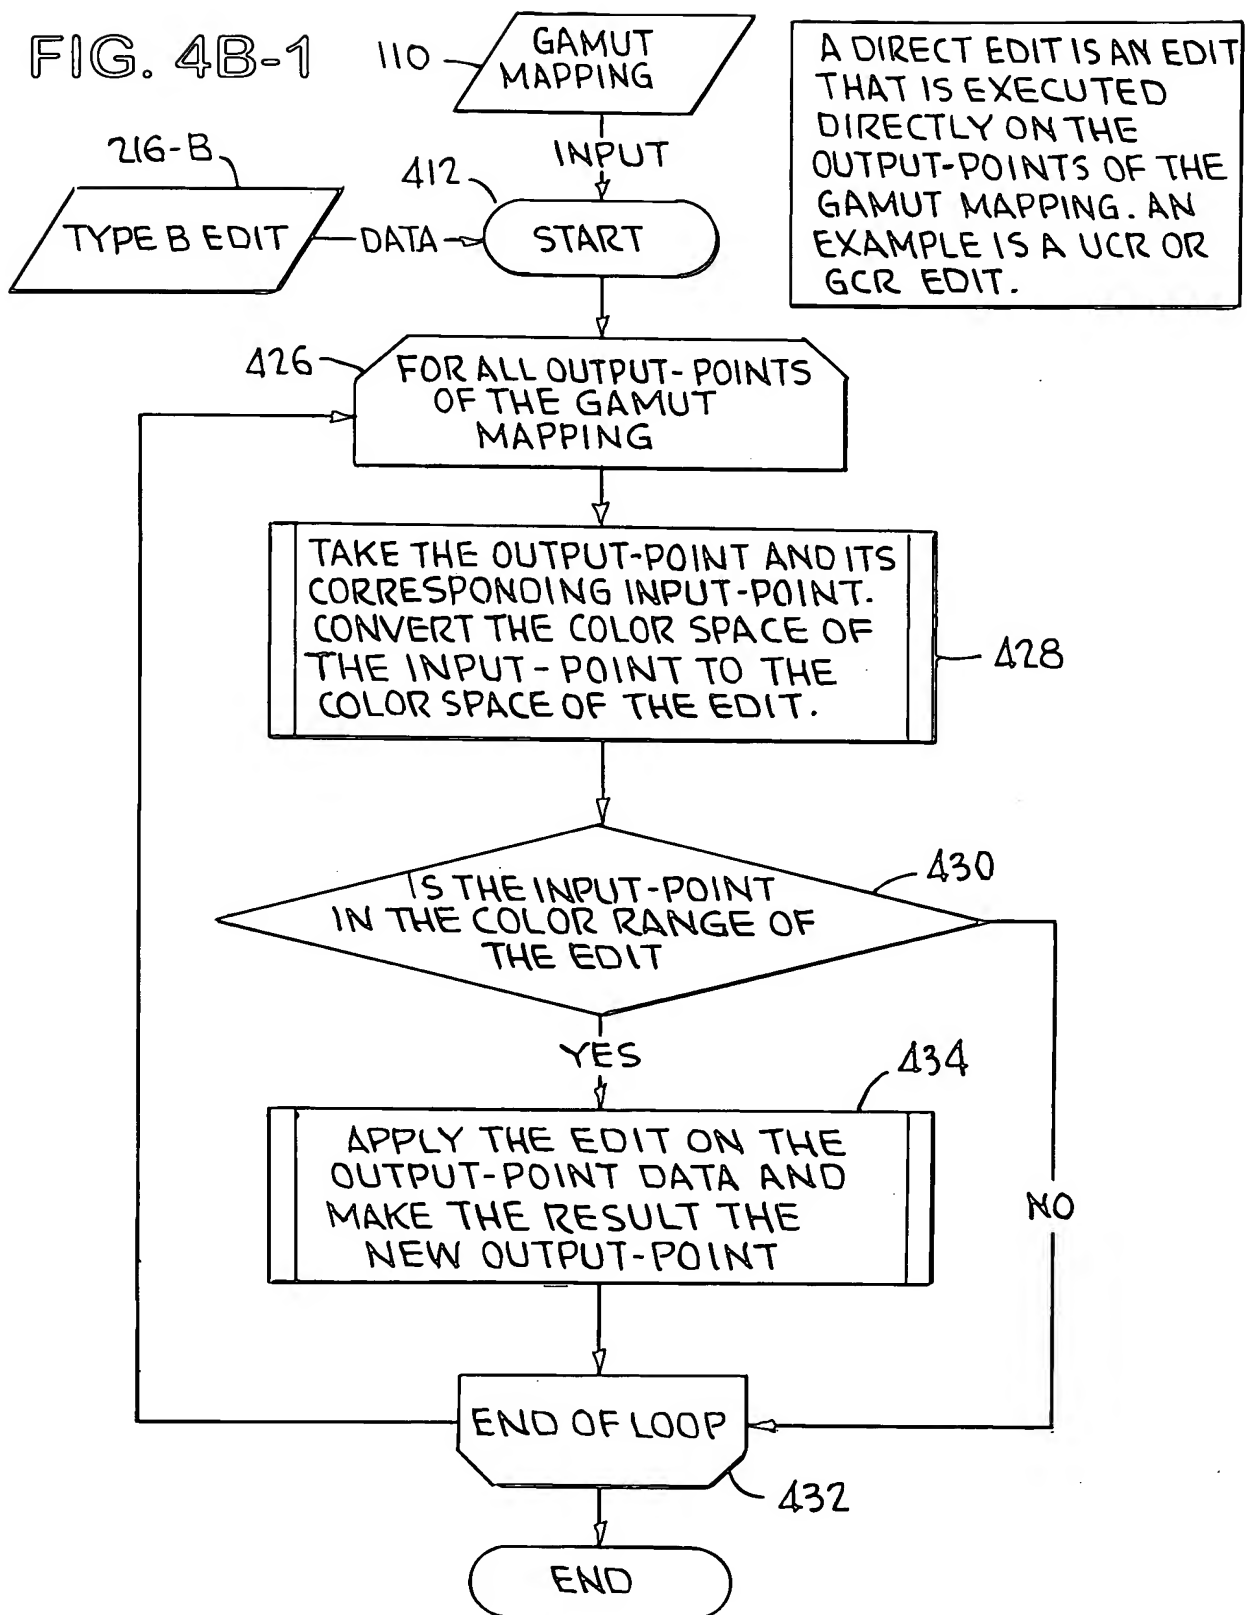 FIG. 4B-1
110
GAMUT
MAPPING
INPUT
A DIRECT EDIT IS AN EDIT
THAT IS EXECUTED
DIRECTLY ON THE
OUTPUT-POINTS OF THE
GAMUT MAPPING. AN
EXAMPLE IS A UCR OR
GCR EDIT.
216-B
TYPE B EDIT
DATA
412
START
426
FOR ALL OUTPUT-POINTS
OF THE GAMUT
MAPPING
TAKE THE OUTPUT-POINT AND ITS
CORRESPONDING INPUT-POINT.
CONVERT THE COLOR SPACE OF
THE INPUT-POINT TO THE
COLOR SPACE OF THE EDIT.
428
IS THE INPUT-POINT
IN THE COLOR RANGE OF
THE EDIT
430
YES
434
APPLY THE EDIT ON THE
OUTPUT-POINT DATA AND
MAKE THE RESULT THE
NEW OUTPUT-POINT
NO
END OF LOOP
432
END